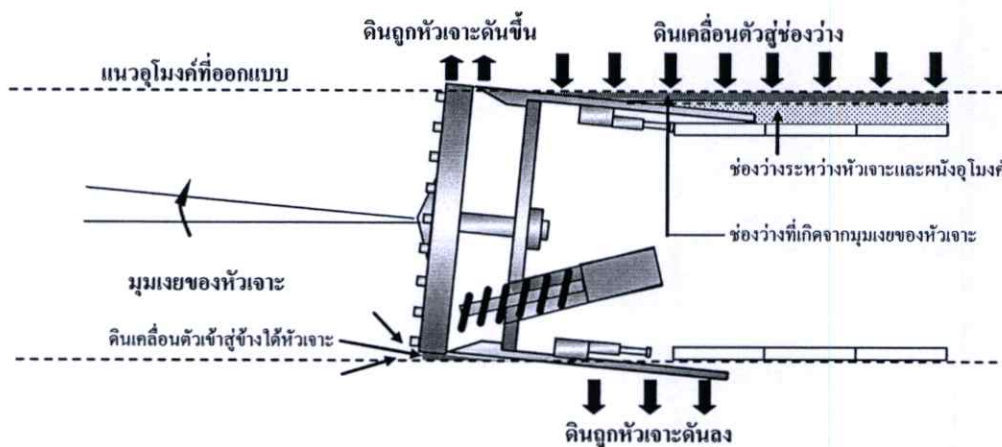 ดินถูกหัวเจาะดันขึ้น
ดินเคลื่อนตัวสู่ช่องว่าง
แนวอุโมงค์ที่ออกแบบ
ช่องว่างระหว่างหัวเจาะและผนังอุโมงค์
ช่องว่างที่เกิดจากมุมเงยของหัวเจาะ
มุมเงยของหัวเจาะ
ดินเคลื่อนตัวเข้าสู่ข้างใต้หัวเจาะ
ดินถูกหัวเจาะดันลง